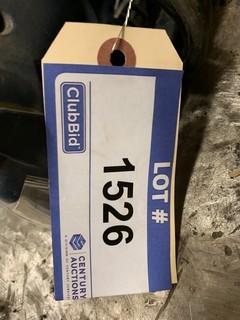 LOT #
1526
ClubBid
CENTURY
AUCTIONS